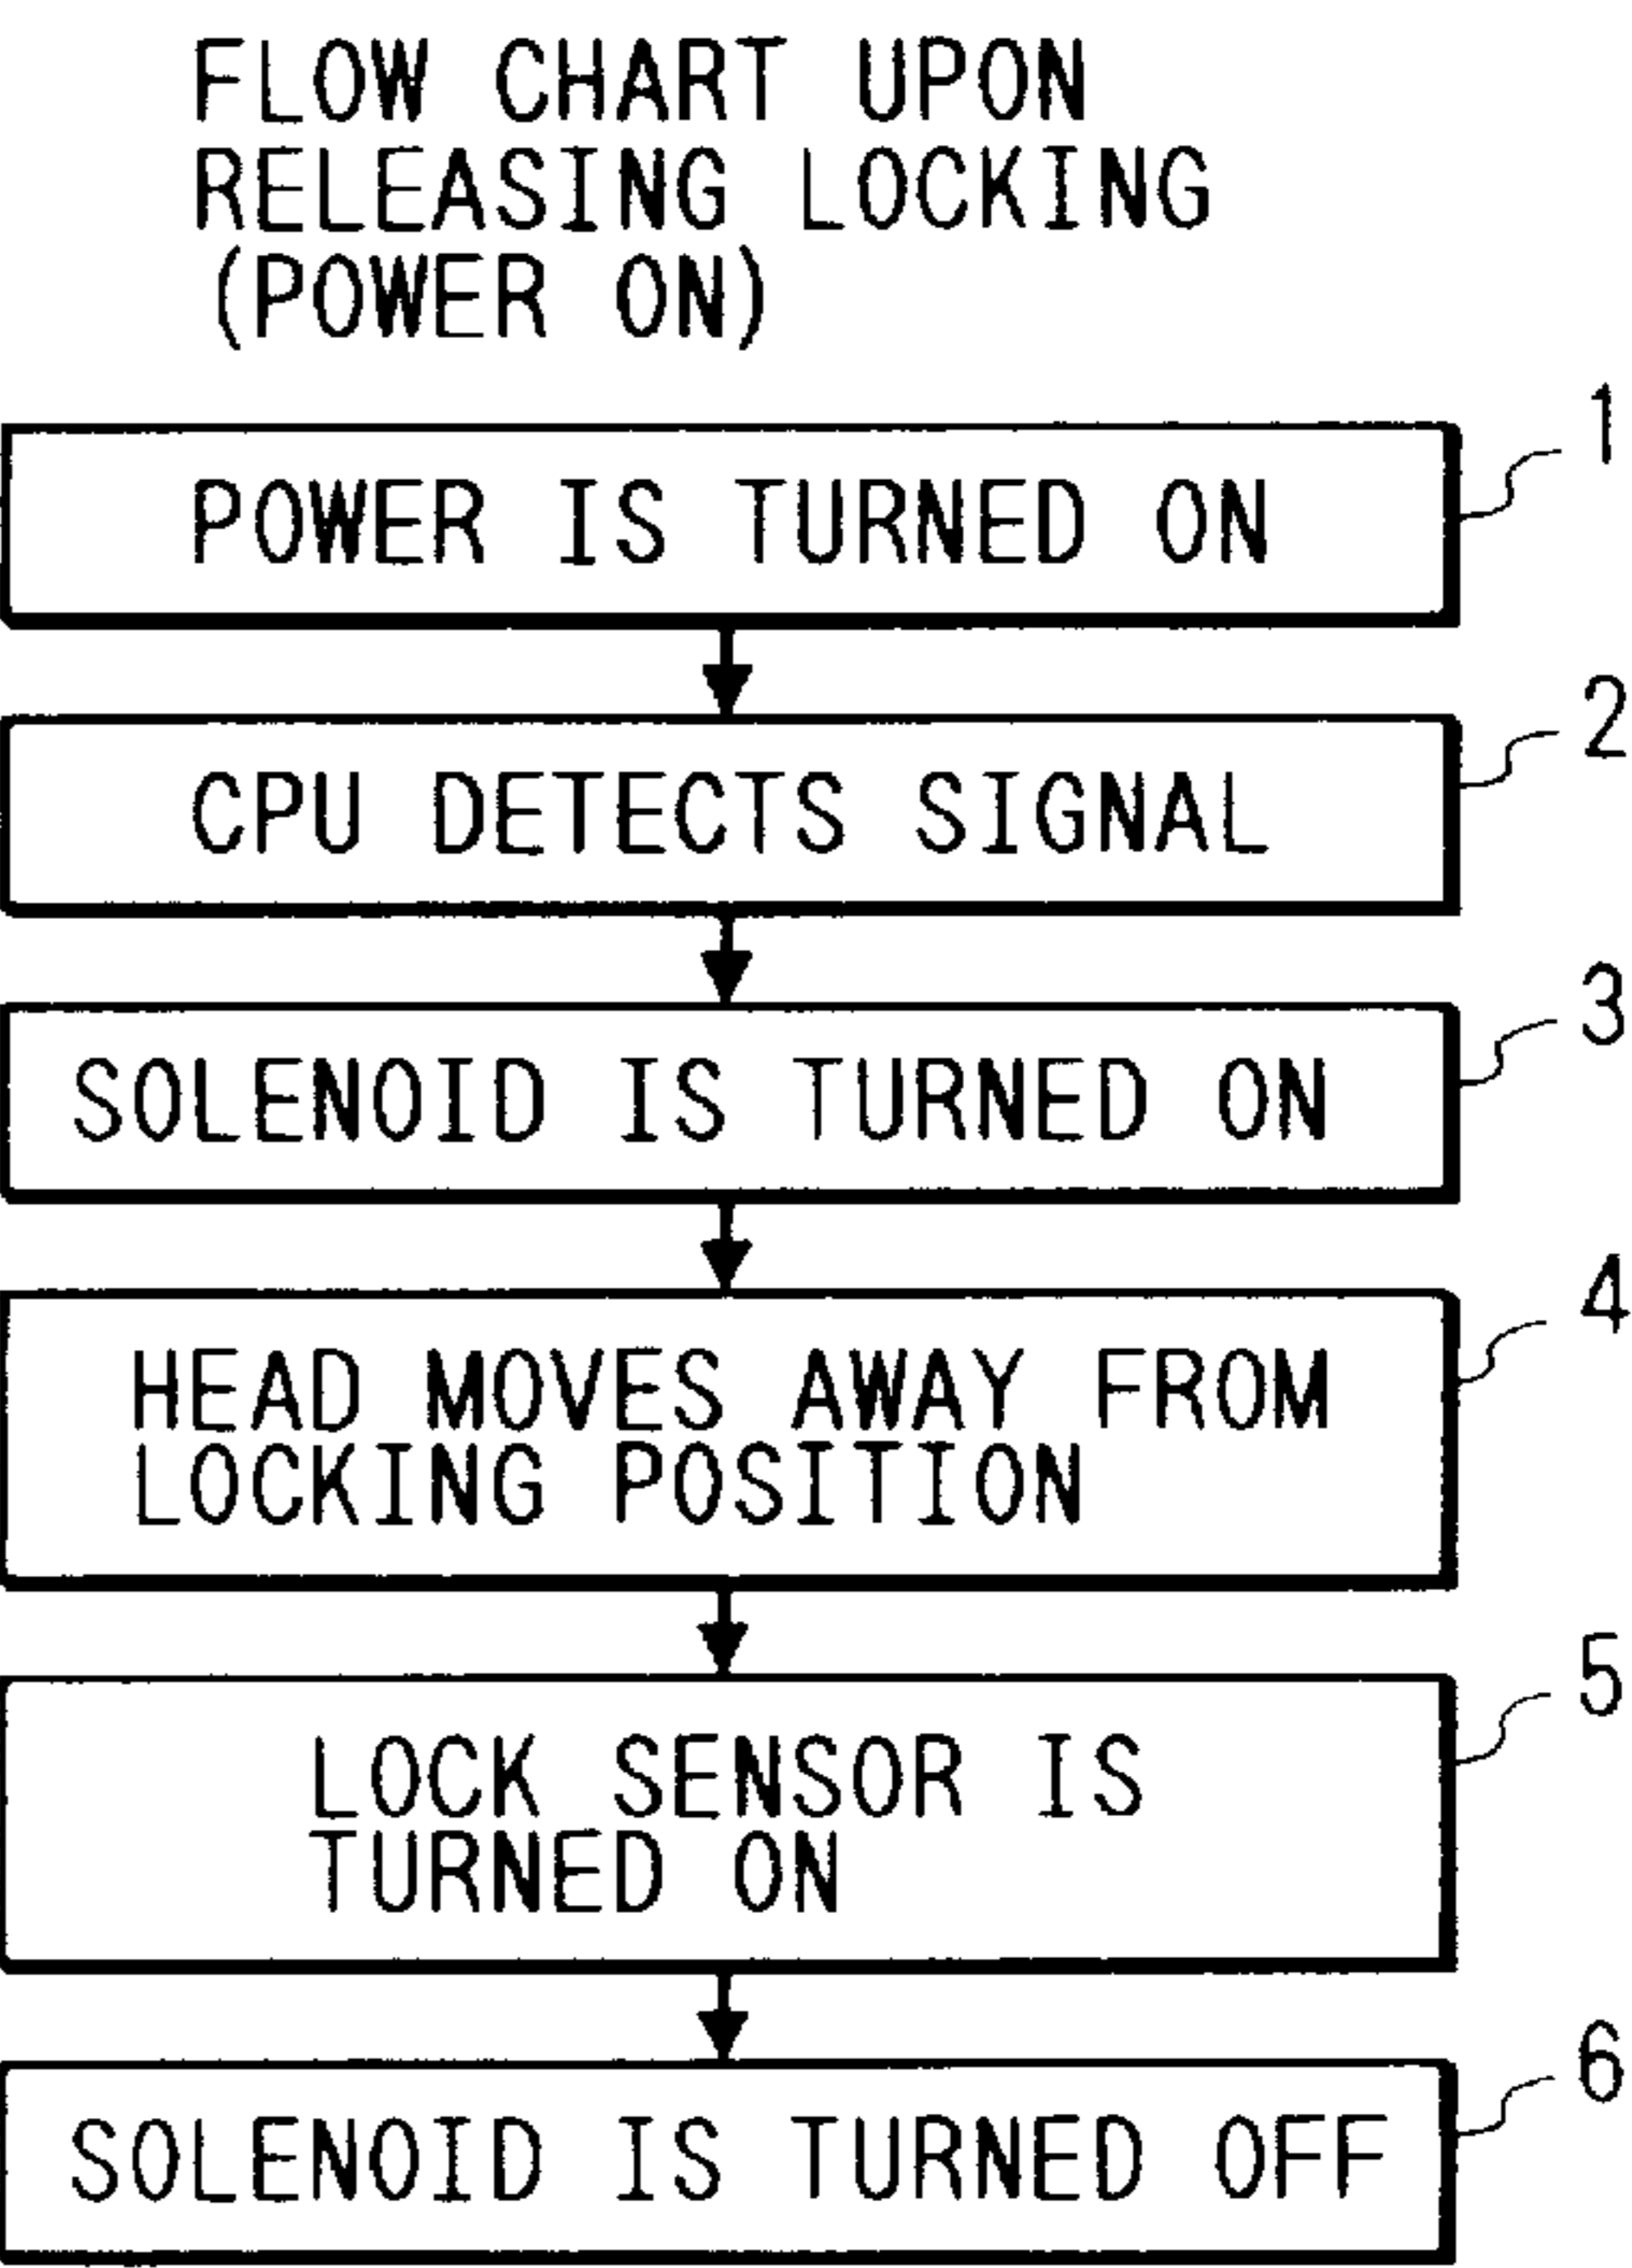 FLOW CHART UPON
RELEASING LOCKING
(POWER ON)
1
POWER IS TURNED ON
2
CPU DETECTS SIGNAL
3
SOLENOID IS TURNED ON
4
HEAD MOVES AWAY FROM
LOCKING POSITION
5
LOCK SENSOR IS
TURNED ON
6
SOLENOID IS TURNED OFF